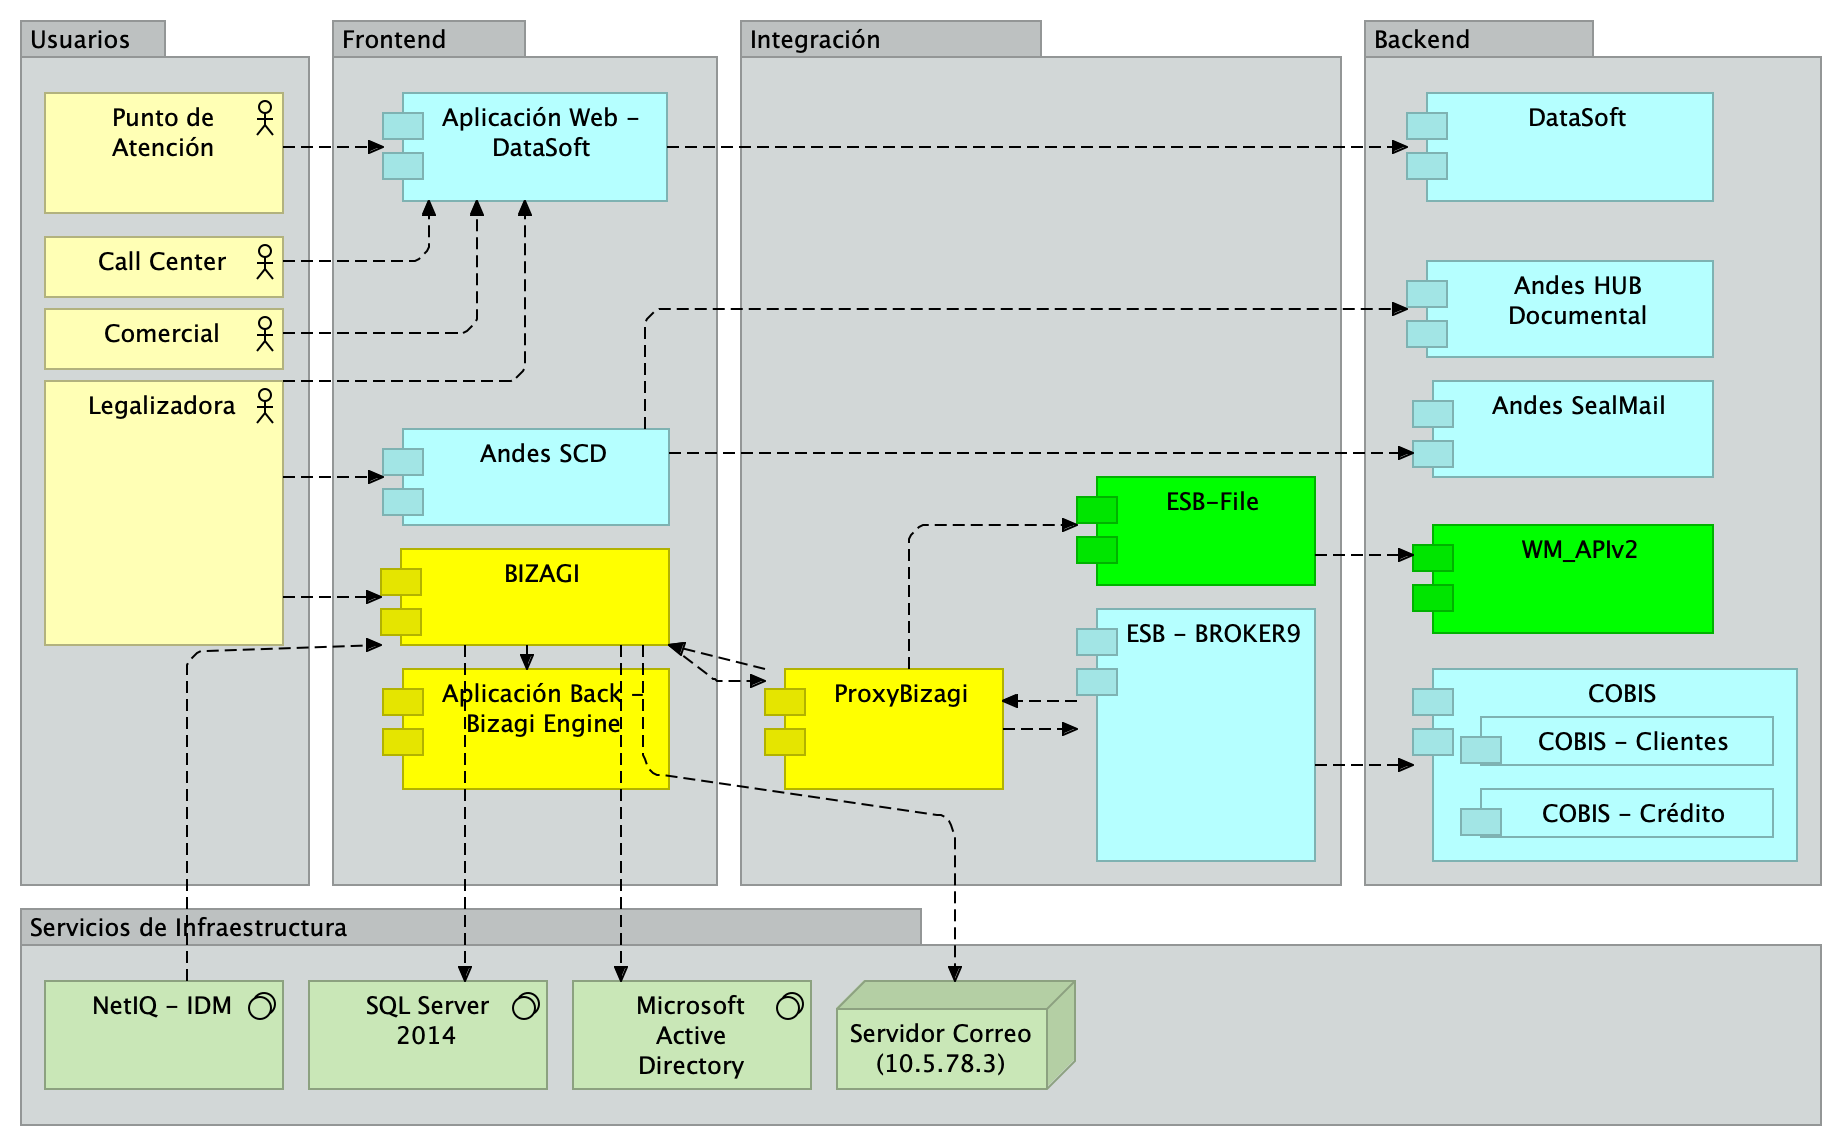 Usuarios
Punto de
Atención
Call Center
Comercial
Legalizadora
Frontend
Aplicación Web -
DataSoft
Andes SCD
BIZAGI
Aplicación Back -
Bizagi Engine
Integración
ESB-File
ESB - BROKER9
ProxyBizagi
Backend
DataSoft
Andes HUB
Documental
Andes SealMail
WM_APIv2
COBIS
COBIS - Clientes
COBIS - Crédito
Servicios de Infraestructura
NetIQ - IDM
SQL Server
2014
Microsoft
Active
Directory
Servidor Correo
(10.5.78.3)